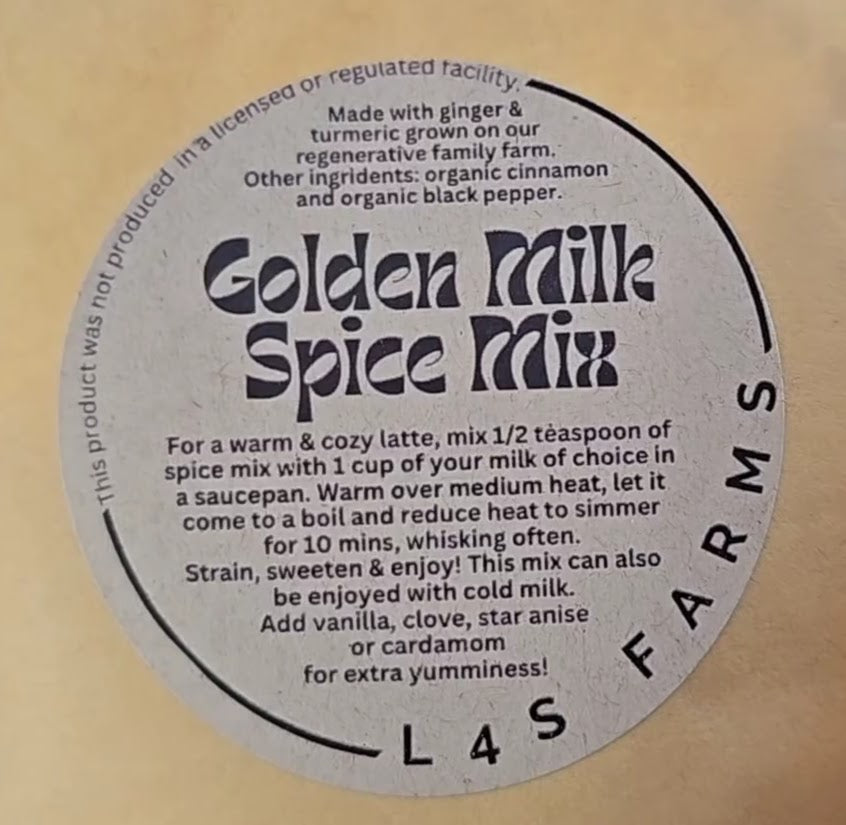 This product was not produced in a licensed or regulated facility.
Made with ginger &
turmeric grown on our
regenerative family farm.
Other ingridents: organic cinnamon
and organic black pepper.
Golden Milk
Spice Mix
For a warm & cozy latte, mix 1/2 teaspoon of
spice mix with 1 cup of your milk of choice in
a saucepan. Warm over medium heat, let it
come to a boil and reduce heat to simmer
for 10 mins, whisking often.
Strain, sweeten & enjoy! This mix can also
be enjoyed with cold milk.
Add vanilla, clove, star anise
or cardamom
for extra yumminess!
L4S FARMS